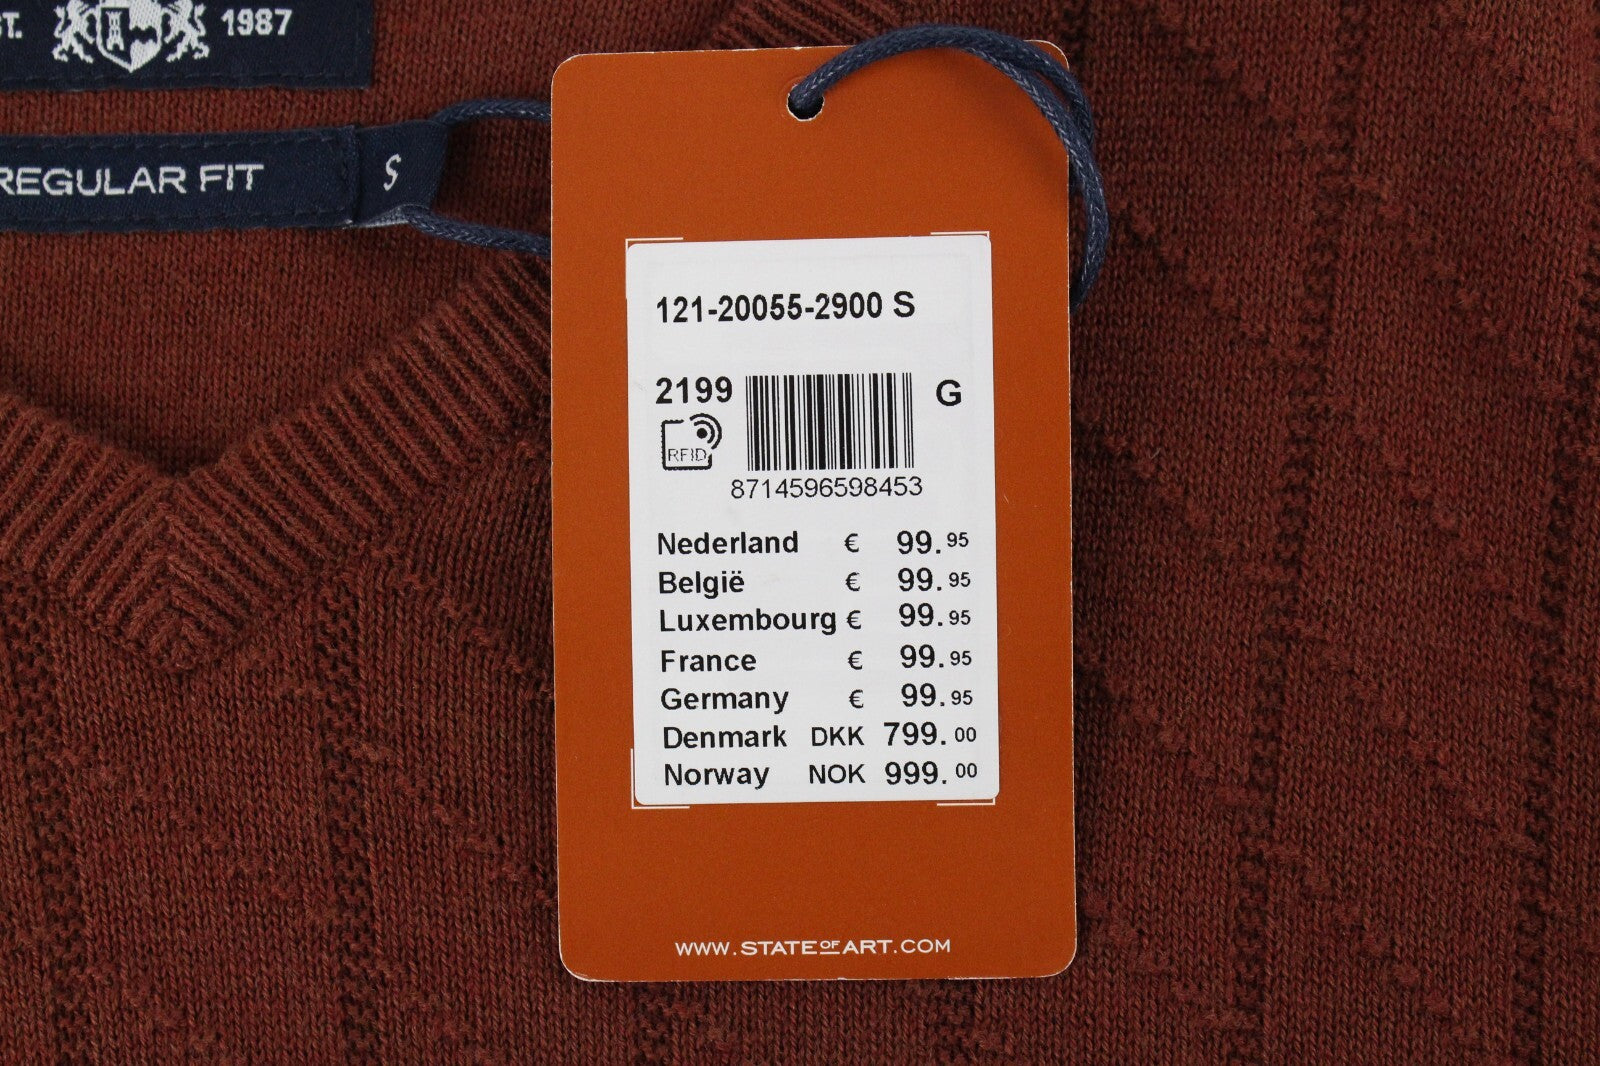 ST. 1987
REGULAR FIT S
121-20055-2900 S
2199 G
RFID
8714596598453
Nederland € 99.95
België € 99.95
Luxembourg € 99.95
France € 99.95
Germany € 99.95
Denmark DKK 799.00
Norway NOK 999.00
WWW.STATEOFART.COM